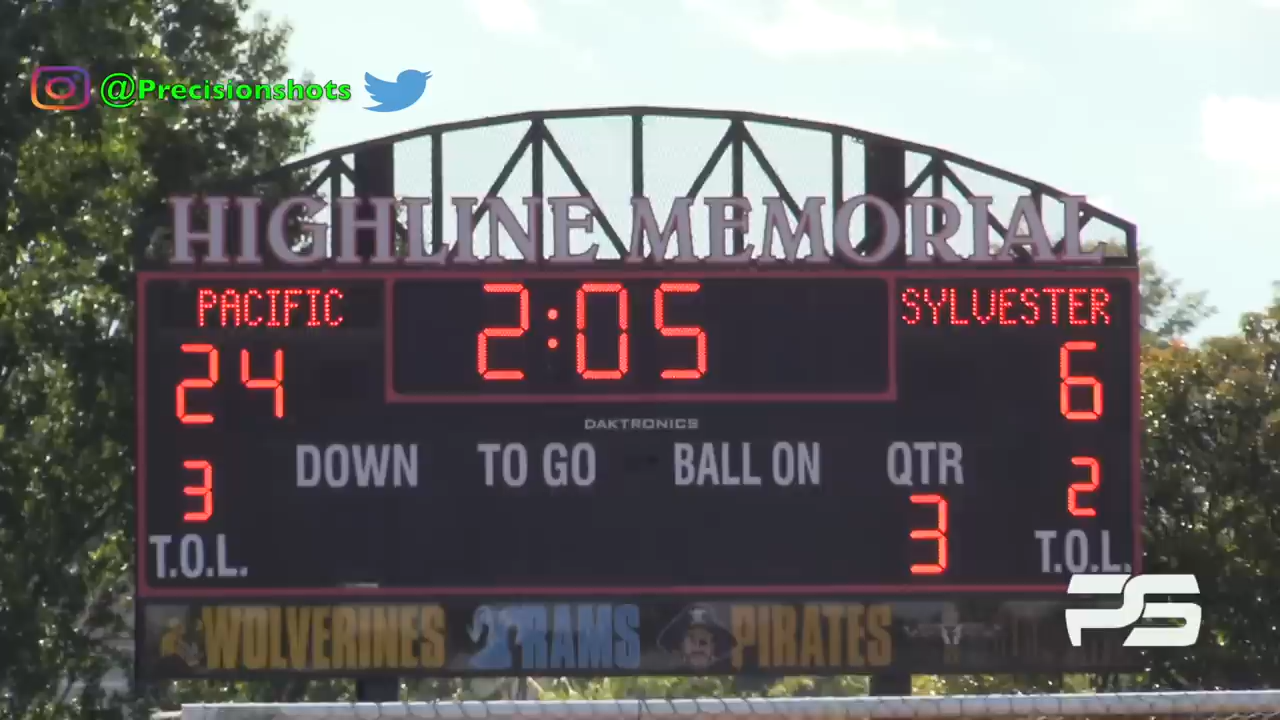 @Precisionshots
HIGHLINE MEMORIAL
PACIFIC 2:05 SYLVESTER
24 6
DAKTRONICS
DOWN TO GO BALL ON QTR
3 3 2
T.O.L. T.O.L.
PS
WOLVERINES RAMS PIRATES